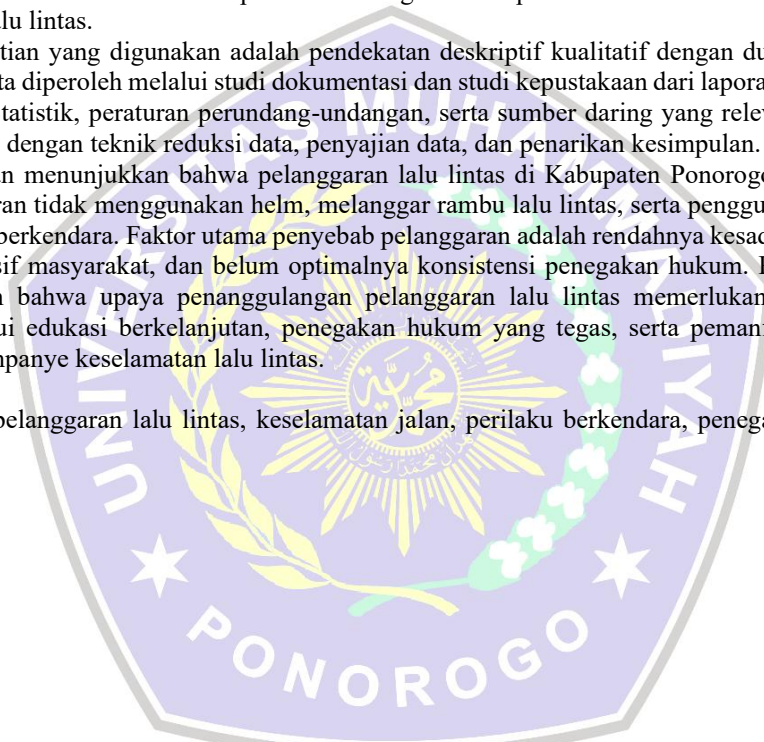 alu lintas.
tian yang digunakan adalah pendekatan deskriptif kualitatif dengan du
ta diperoleh melalui studi dokumentasi dan studi kepustakaan dari lapora
tatistik, peraturan perundang-undangan, serta sumber daring yang relev
dengan teknik reduksi data, penyajian data, dan penarikan kesimpulan.
n menunjukkan bahwa pelanggaran lalu lintas di Kabupaten Ponorogo
ran tidak menggunakan helm, melanggar rambu lalu lintas, serta penggu
berkendara. Faktor utama penyebab pelanggaran adalah rendahnya kesad
sif masyarakat, dan belum optimalnya konsistensi penegakan hukum. I
n bahwa upaya penanggulangan pelanggaran lalu lintas memerlukan
ui edukasi berkelanjutan, penegakan hukum yang tegas, serta pemanf
mpanye keselamatan lalu lintas.
pelanggaran lalu lintas, keselamatan jalan, perilaku berkendara, penega
UNIVERSITAS MUHAMMADIYAH
PONOROGO